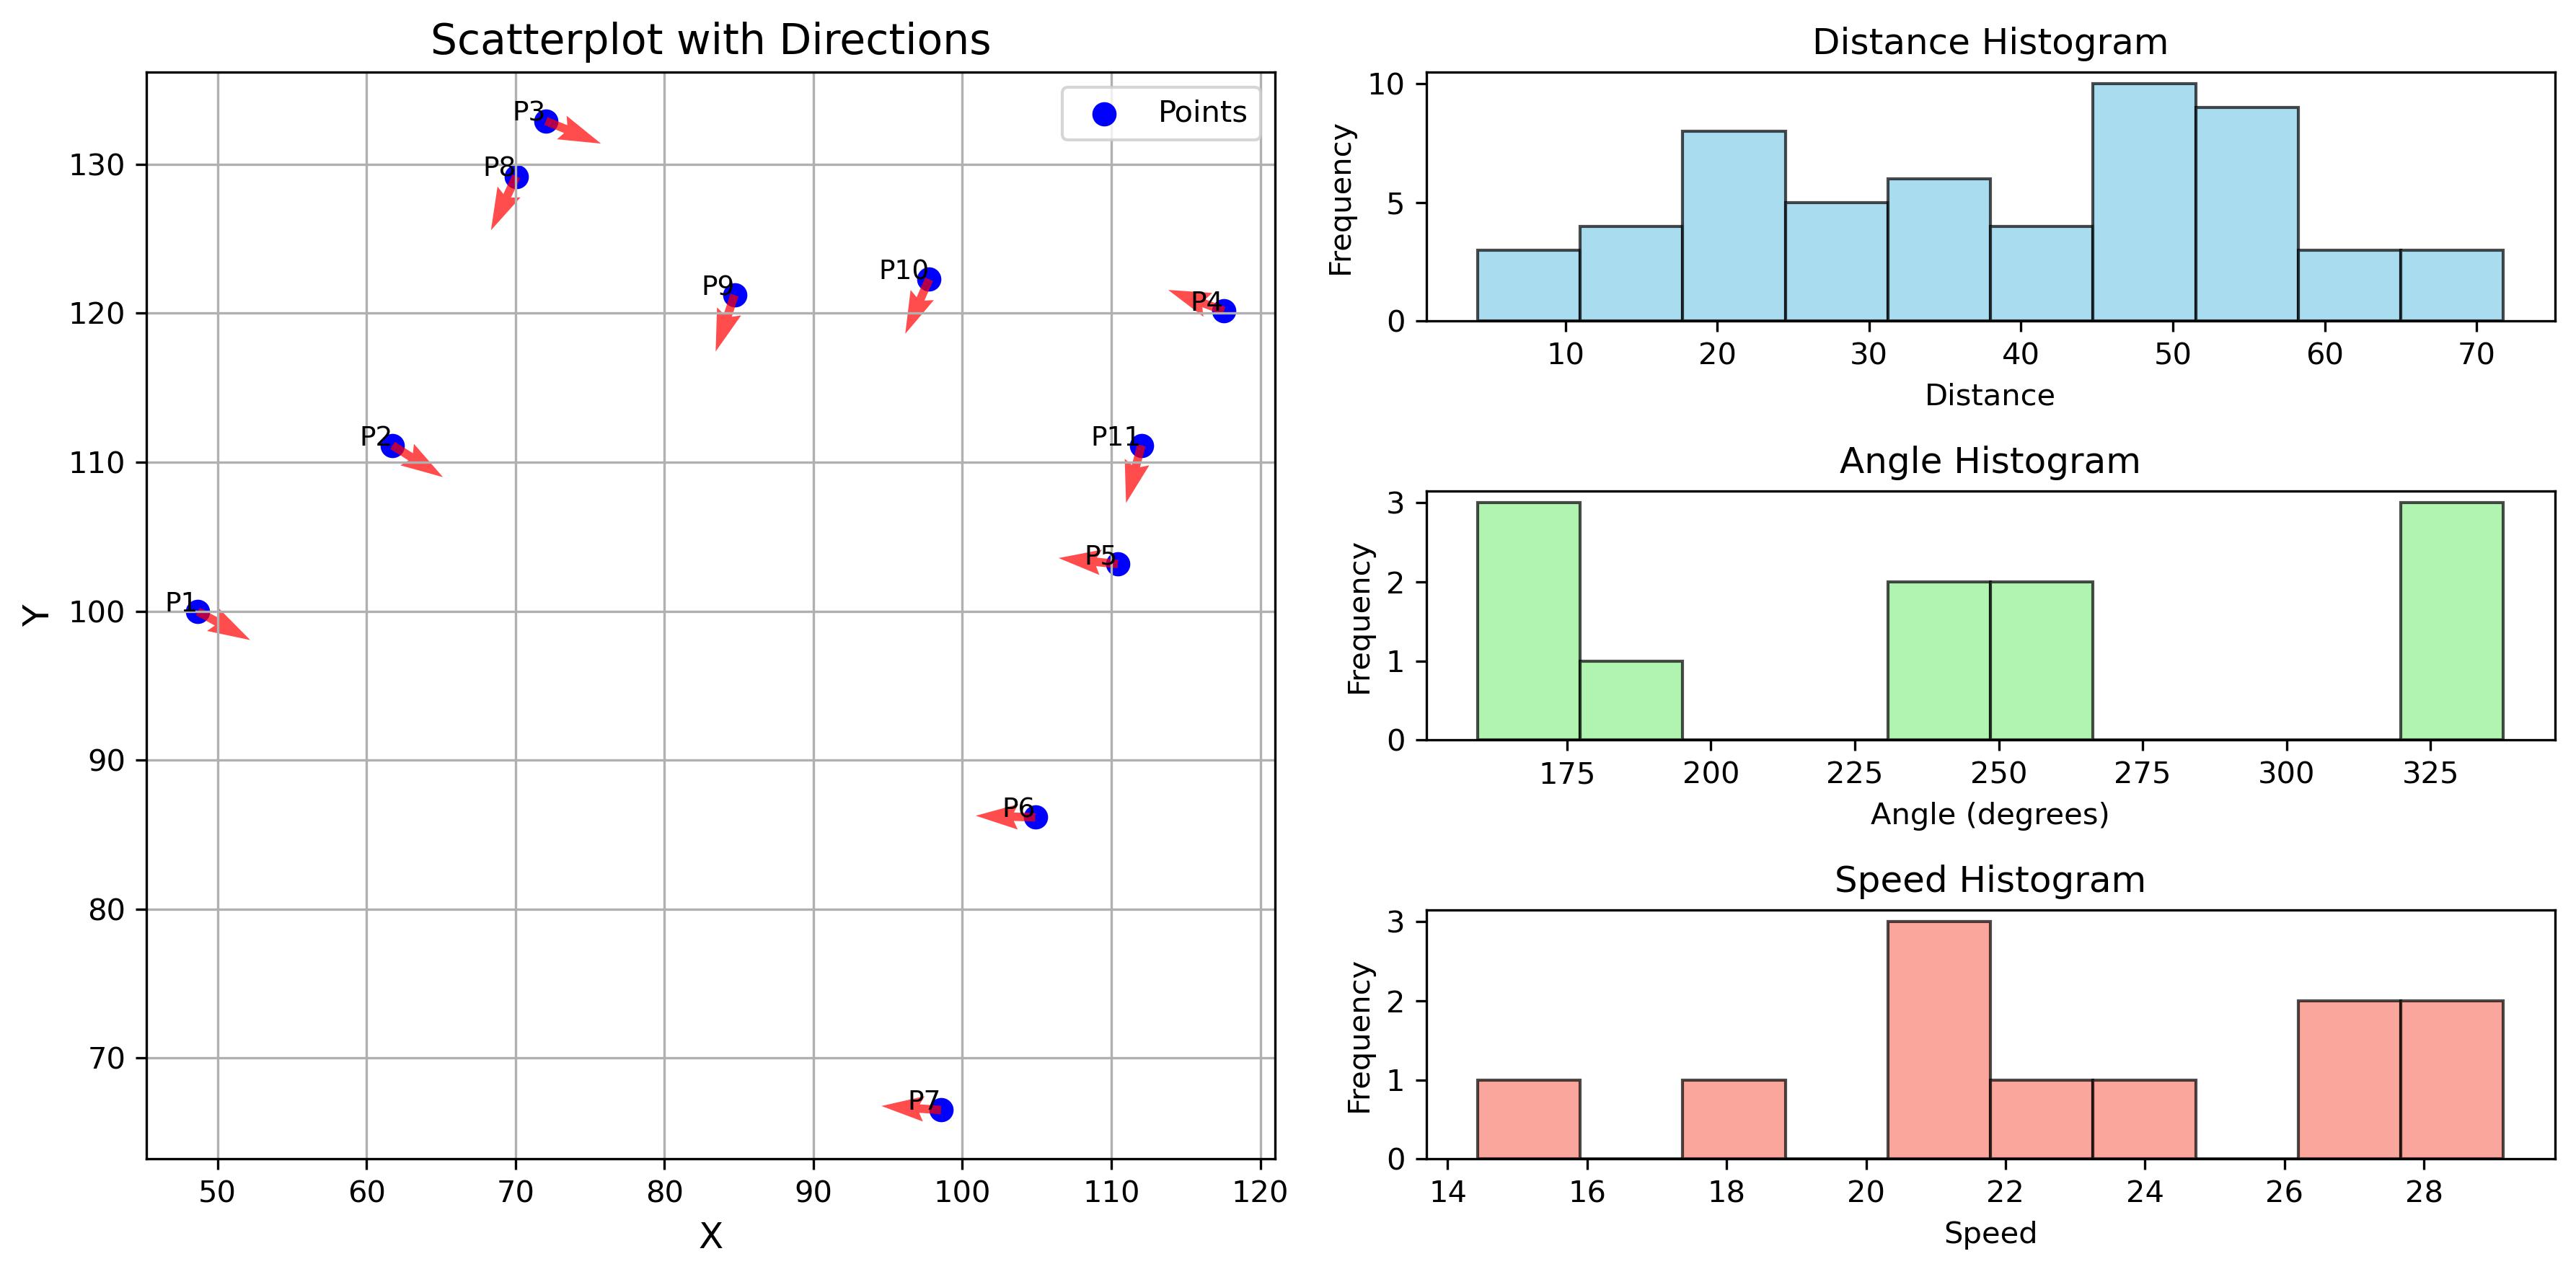 Scatterplot with Directions
Points
P3
P8
P10
P9
P4
P2
P11
P5
P1
P6
P7
130
120
110
100
90
80
70
Y
50 60 70 80 90 100 110 120
X
Distance Histogram
10
5
0
Frequency
10 20 30 40 50 60 70
Distance
Angle Histogram
3
2
1
0
Frequency
175 200 225 250 275 300 325
Angle (degrees)
Speed Histogram
3
2
1
0
Frequency
14 16 18 20 22 24 26 28
Speed